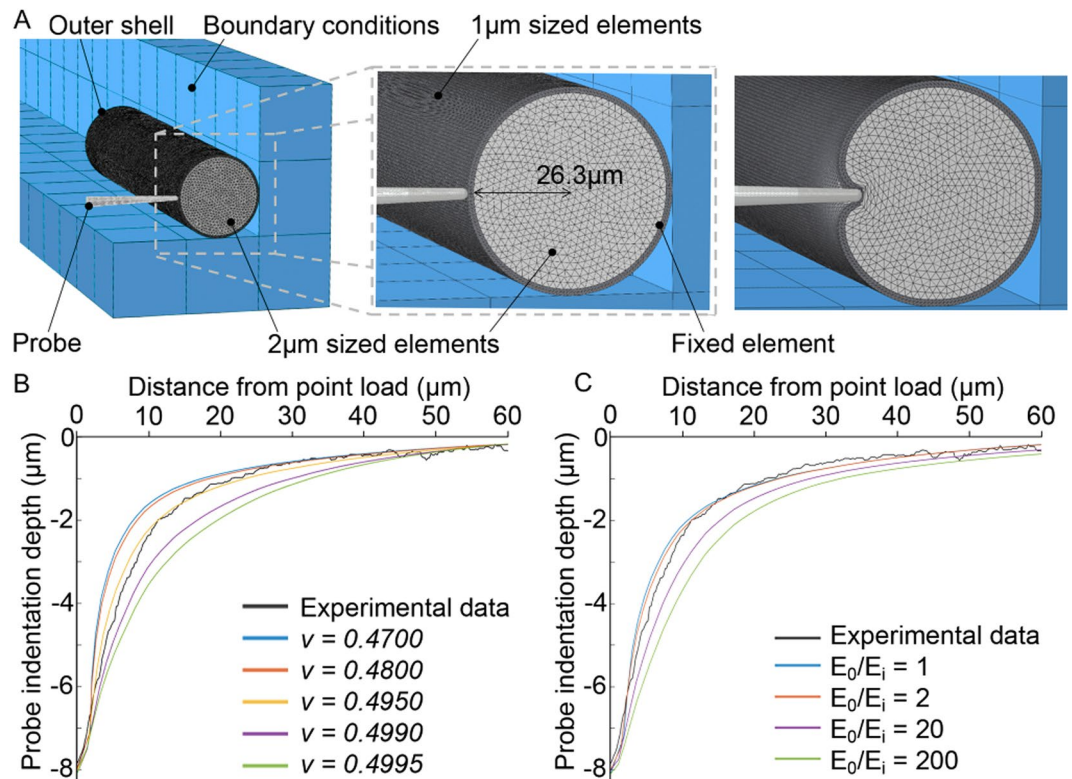 A
Outer shell
Boundary conditions
1µm sized elements
26.3µm
Probe
2µm sized elements
Fixed element
B
Distance from point load (µm)
0 10 20 30 40 50 60
Probe indentation depth (µm)
0
-2
-4
-6
-8
Experimental data
v = 0.4700
v = 0.4800
v = 0.4950
v = 0.4990
v = 0.4995
C
Distance from point load (µm)
0 10 20 30 40 50 60
Probe indentation depth (µm)
0
-2
-4
-6
-8
Experimental data
E₀/Eᵢ = 1
E₀/Eᵢ = 2
E₀/Eᵢ = 20
E₀/Eᵢ = 200